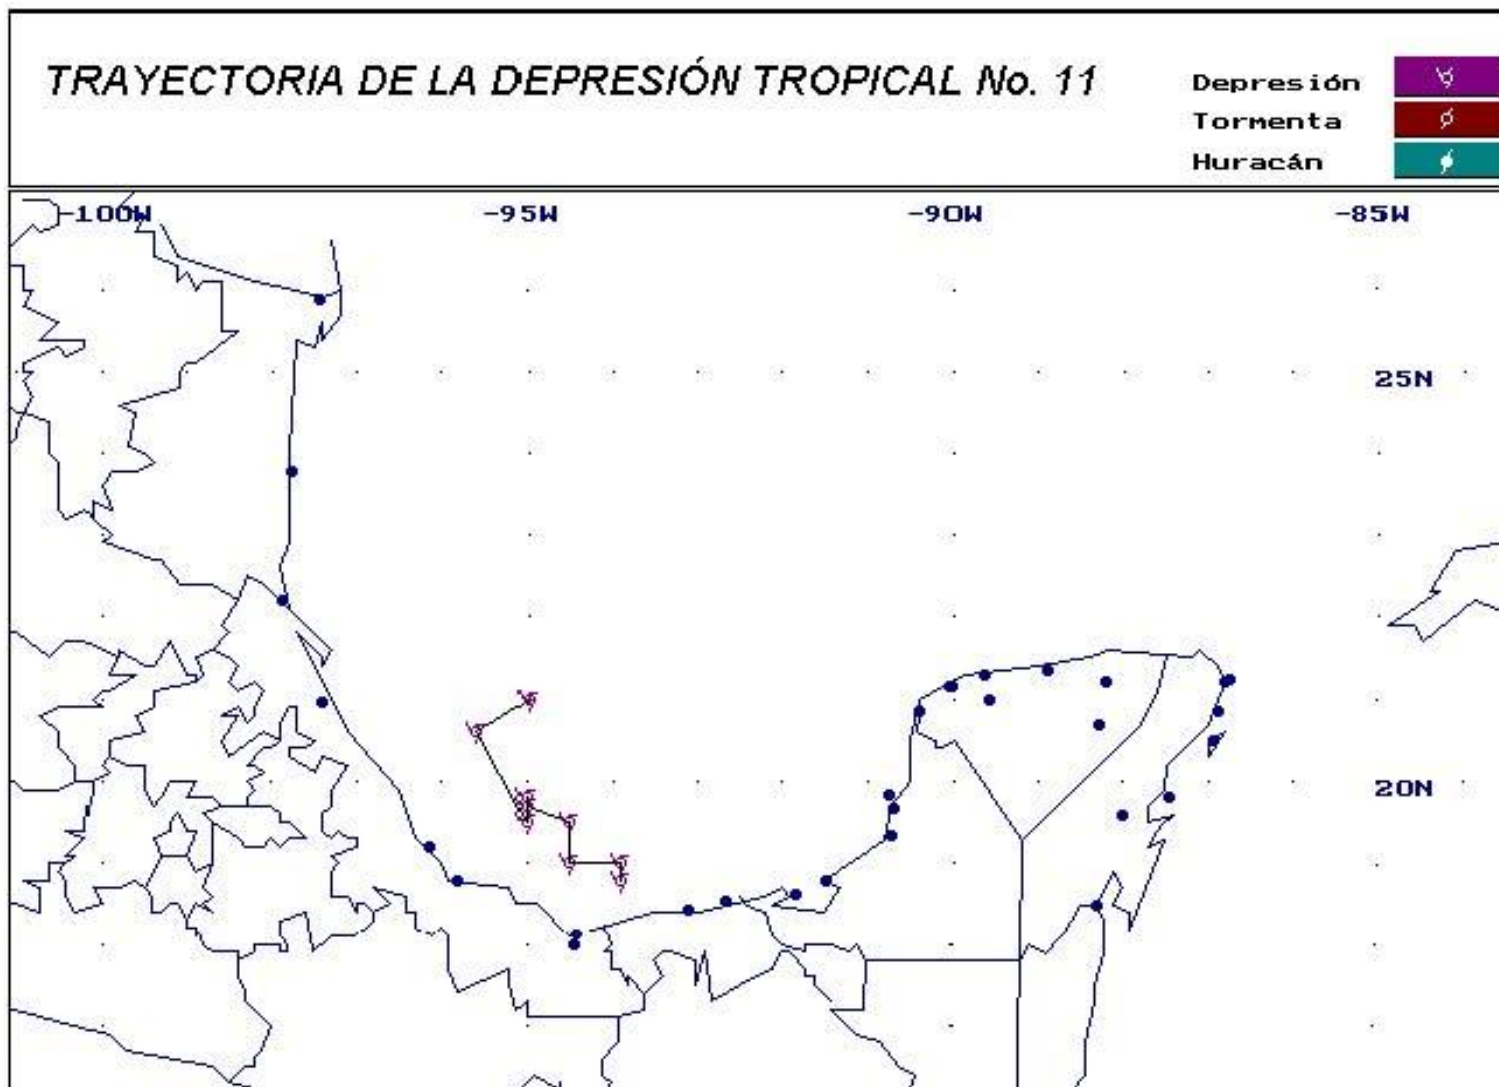 TRAYECTORIA DE LA DEPRESIÓN TROPICAL No. 11
Depresión
Tormenta
Huracán
-100W -95W -90W -85W
25N
20N